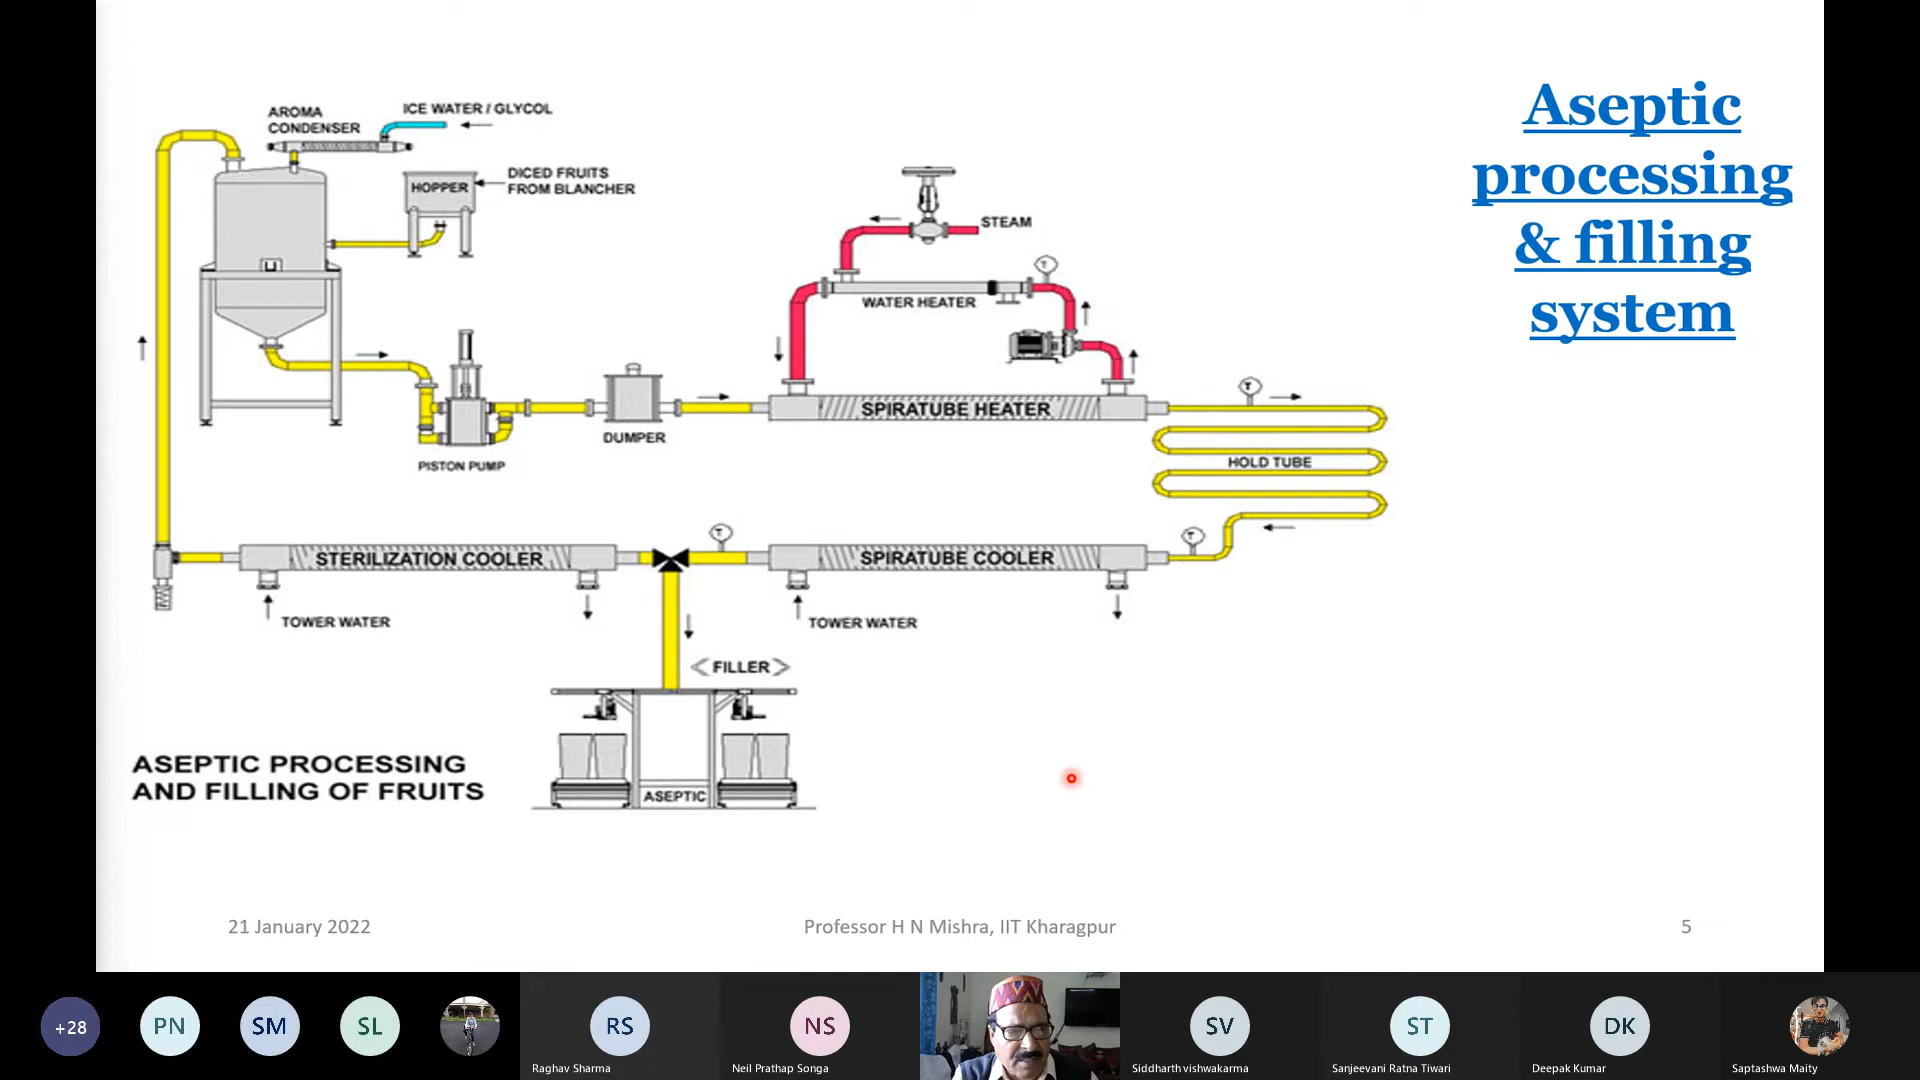 Aseptic
processing
& filling
system
AROMA
CONDENSER
ICE WATER / GLYCOL
HOPPER
DICED FRUITS
FROM BLANCHER
STEAM
T
WATER HEATER
PISTON PUMP
DUMPER
SPIRATUBE HEATER
T
HOLD TUBE
STERILIZATION COOLER
T
SPIRATUBE COOLER
T
TOWER WATER
TOWER WATER
FILLER
ASEPTIC
ASEPTIC PROCESSING
AND FILLING OF FRUITS
21 January 2022
Professor H N Mishra, IIT Kharagpur
5
+28
PN
SM
SL
RS
Raghav Sharma
NS
Neil Prathap Songa
SV
Siddharth vishwakarma
ST
Sanjeevani Ratna Tiwari
DK
Deepak Kumar
Saptashwa Maity